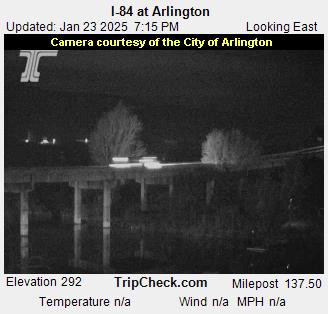 I-84 at Arlington
Updated: Jan 23 2025 7:15 PM Looking East
Camera courtesy of the City of Arlington
Elevation 292 TripCheck.com Milepost 137.50
Temperature n/a Wind n/a MPH n/a